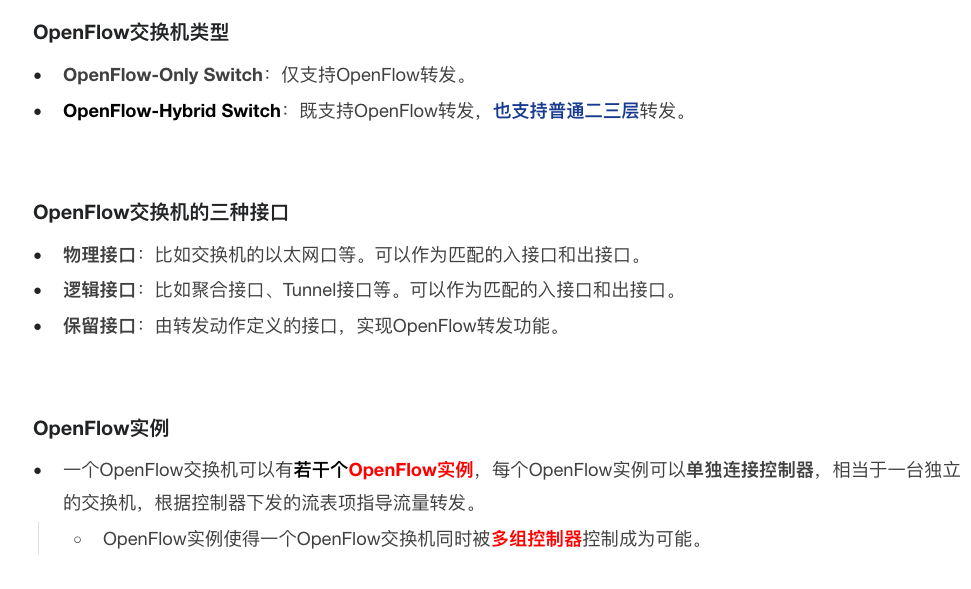 OpenFlow交换机类型
• OpenFlow-Only Switch：仅支持OpenFlow转发。
• OpenFlow-Hybrid Switch：既支持OpenFlow转发，也支持普通二三层转发。
OpenFlow交换机的三种接口
• 物理接口：比如交换机的以太网口等。可以作为匹配的入接口和出接口。
• 逻辑接口：比如聚合接口、Tunnel接口等。可以作为匹配的入接口和出接口。
• 保留接口：由转发动作定义的接口，实现OpenFlow转发功能。
OpenFlow实例
• 一个OpenFlow交换机可以有若干个OpenFlow实例，每个OpenFlow实例可以单独连接控制器，相当于一台独立
的交换机，根据控制器下发的流表项指导流量转发。
○ OpenFlow实例使得一个OpenFlow交换机同时被多组控制器控制成为可能。